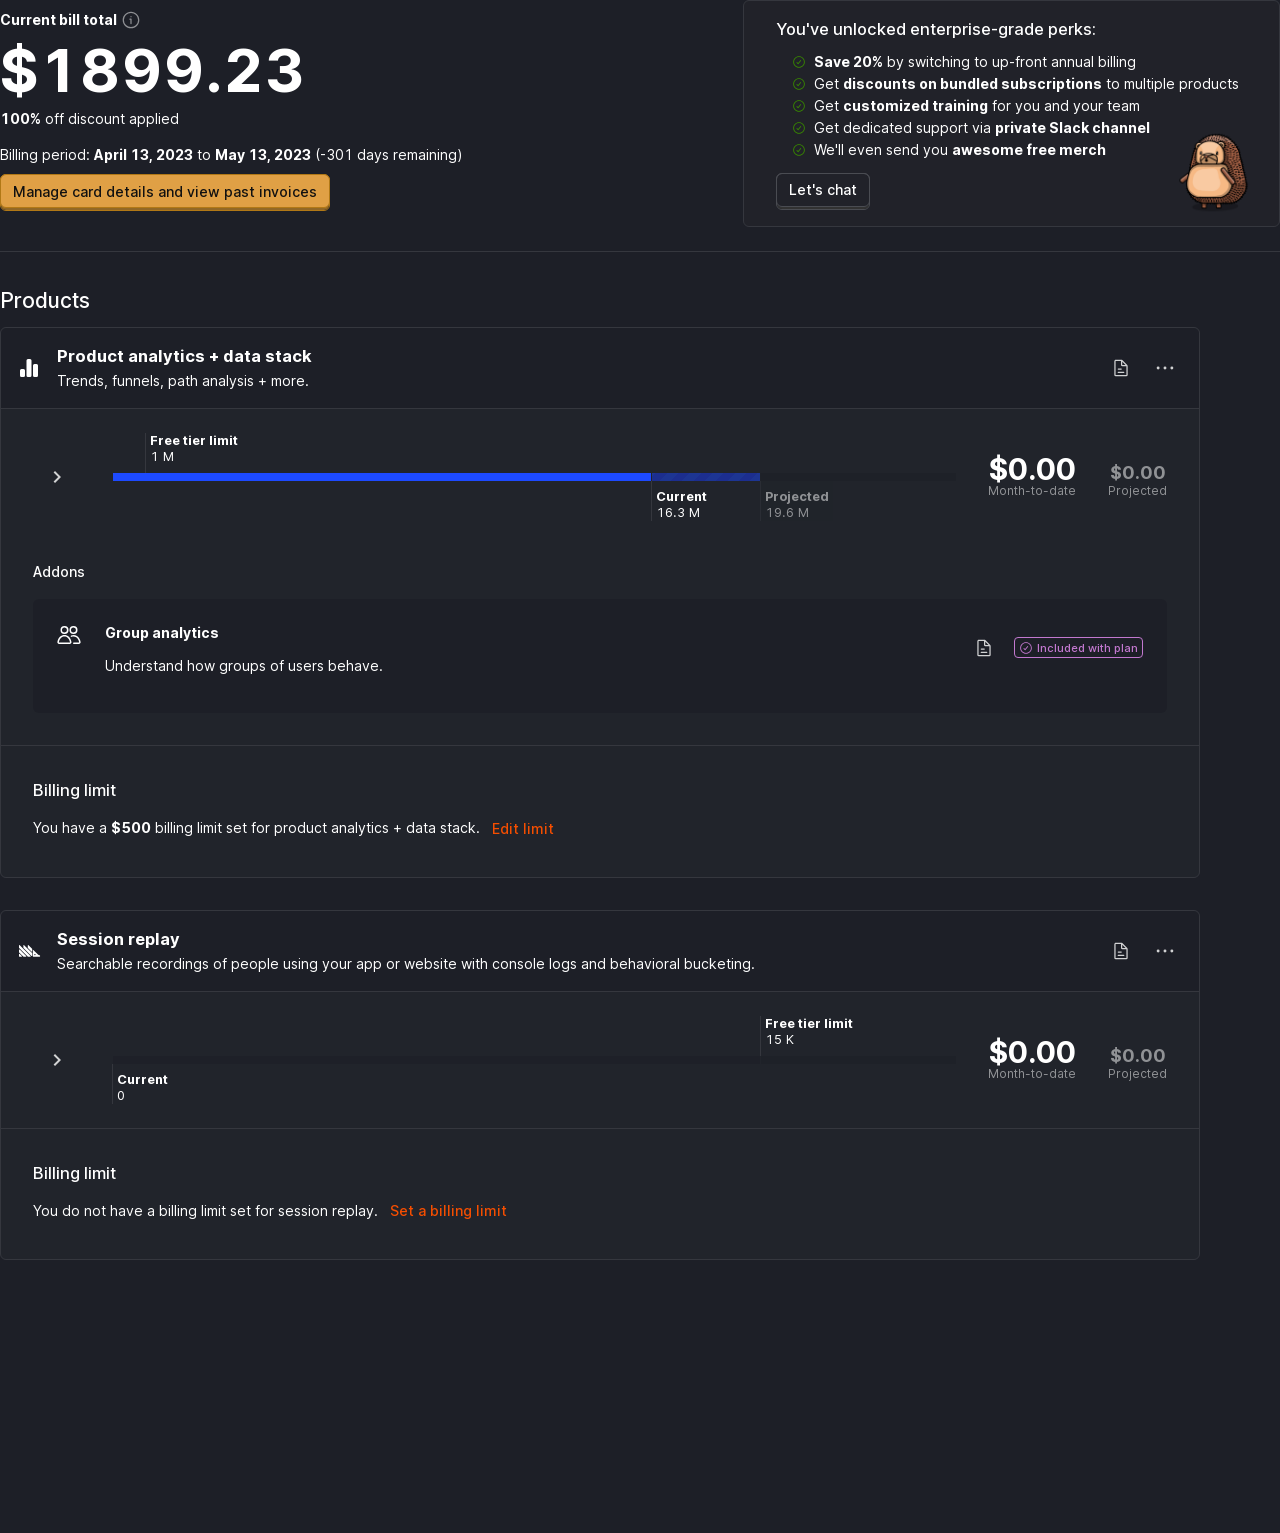 Current bill total
$1899.23
100% off discount applied
Billing period: April 13, 2023 to May 13, 2023 (-301 days remaining)
Manage card details and view past invoices
You've unlocked enterprise-grade perks:
Save 20% by switching to up-front annual billing
Get discounts on bundled subscriptions to multiple products
Get customized training for you and your team
Get dedicated support via private Slack channel
We'll even send you awesome free merch
Let's chat
Products
Product analytics + data stack
Trends, funnels, path analysis + more.
Free tier limit
1 M
Current
16.3 M
Projected
19.6 M
$0.00
Month-to-date
$0.00
Projected
Addons
Group analytics
Understand how groups of users behave.
Included with plan
Billing limit
You have a $500 billing limit set for product analytics + data stack. Edit limit
Session replay
Searchable recordings of people using your app or website with console logs and behavioral bucketing.
Free tier limit
15 K
Current
0
$0.00
Month-to-date
$0.00
Projected
Billing limit
You do not have a billing limit set for session replay. Set a billing limit